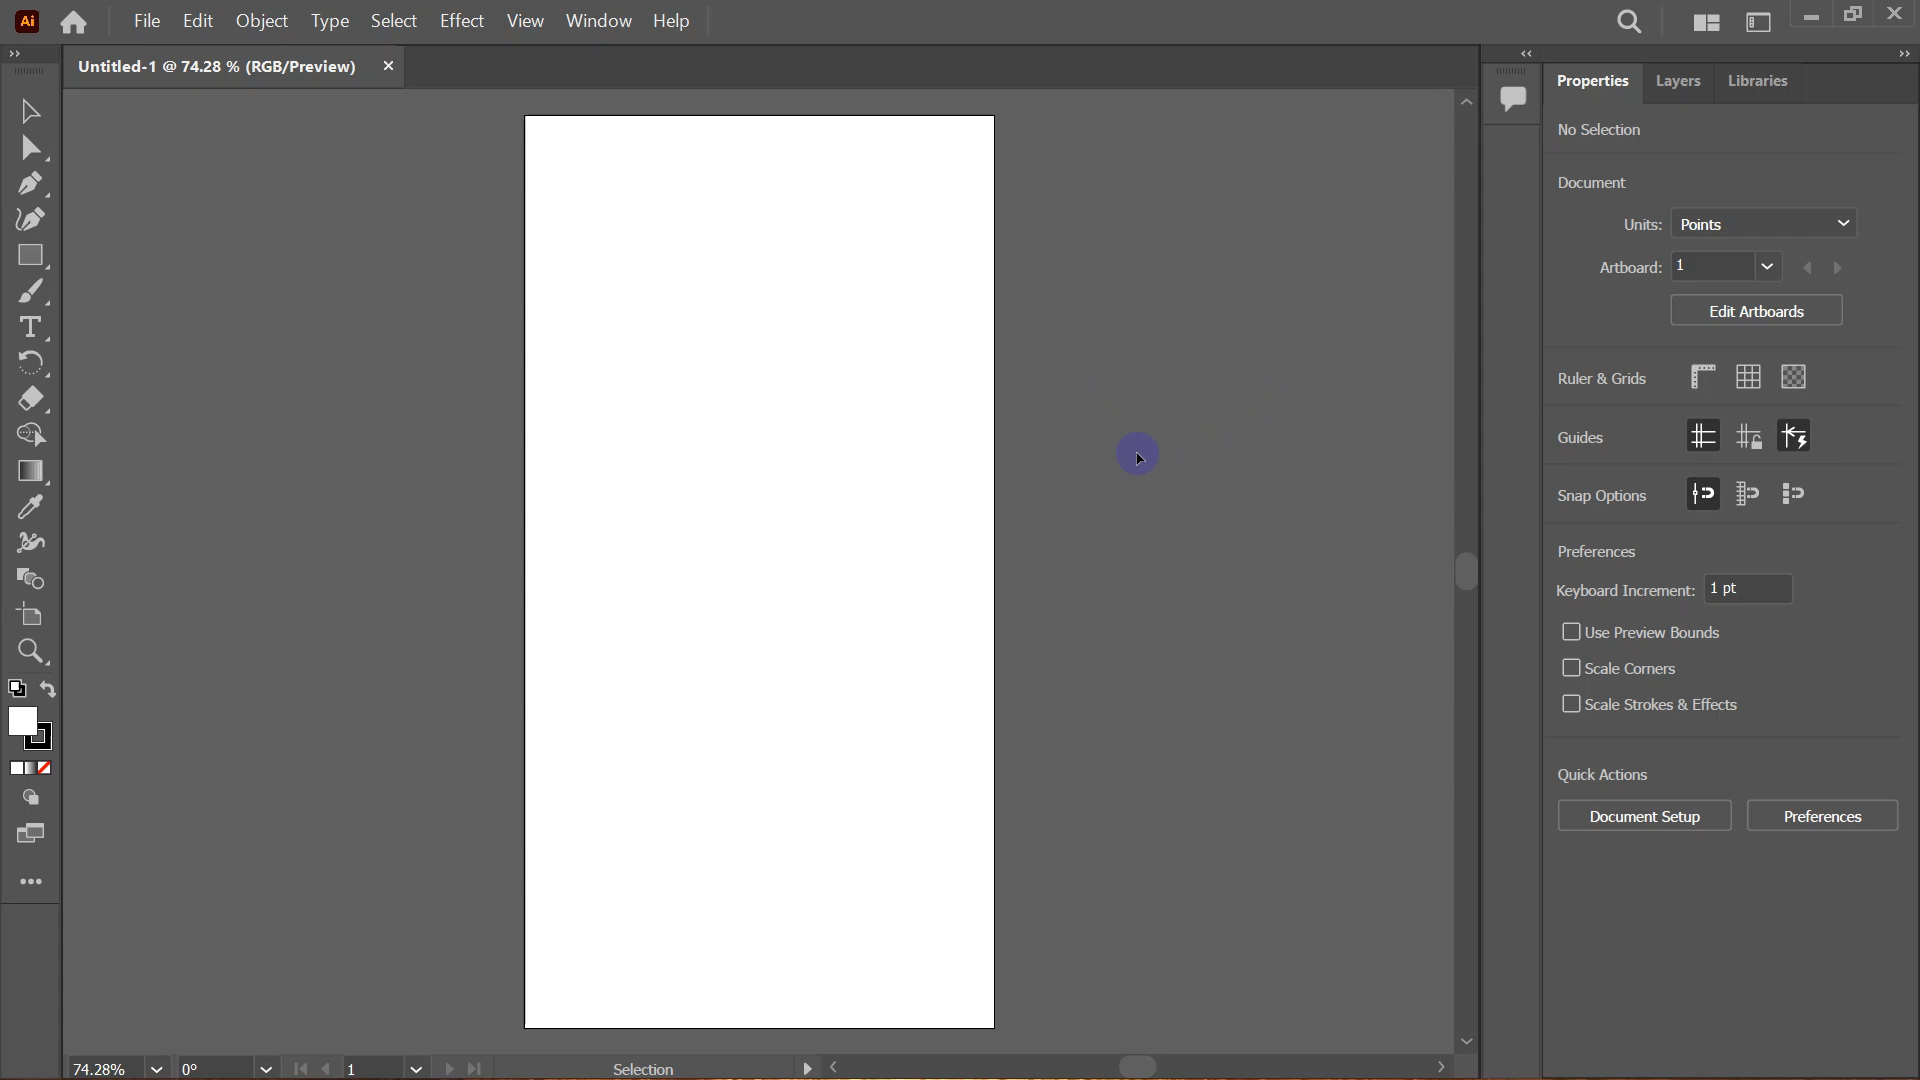 Ai File Edit Object Type Select Effect View Window Help
Untitled-1 @ 74.28 % (RGB/Preview)
Properties Layers Libraries
No Selection
Document
Units: Points
Artboard: 1
Edit Artboards
Ruler & Grids
Guides
Snap Options
Preferences
Keyboard Increment: 1 pt
Use Preview Bounds
Scale Corners
Scale Strokes & Effects
Quick Actions
Document Setup Preferences
74.28% 0° 1 Selection